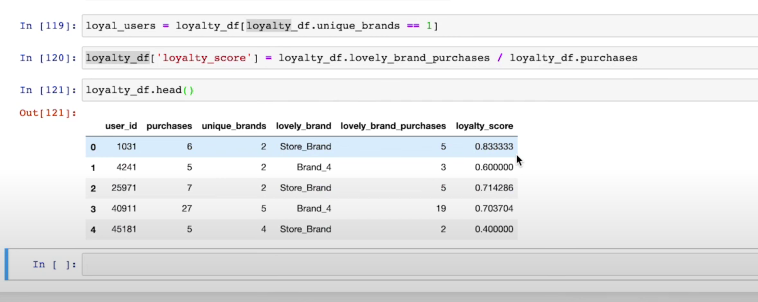 In [119]: loyal_users = loyalty_df[loyalty_df.unique_brands == 1]
In [120]: loyalty_df['loyalty_score'] = loyalty_df.lovely_brand_purchases / loyalty_df.purchases
In [121]: loyalty_df.head()
Out[121]:
user_id purchases unique_brands lovely_brand lovely_brand_purchases loyalty_score
0 1031 6 2 Store_Brand 5 0.833333
1 4241 5 2 Brand_4 3 0.600000
2 25971 7 2 Store_Brand 5 0.714286
3 40911 27 5 Brand_4 19 0.703704
4 45181 5 4 Store_Brand 2 0.400000
In [ ]: